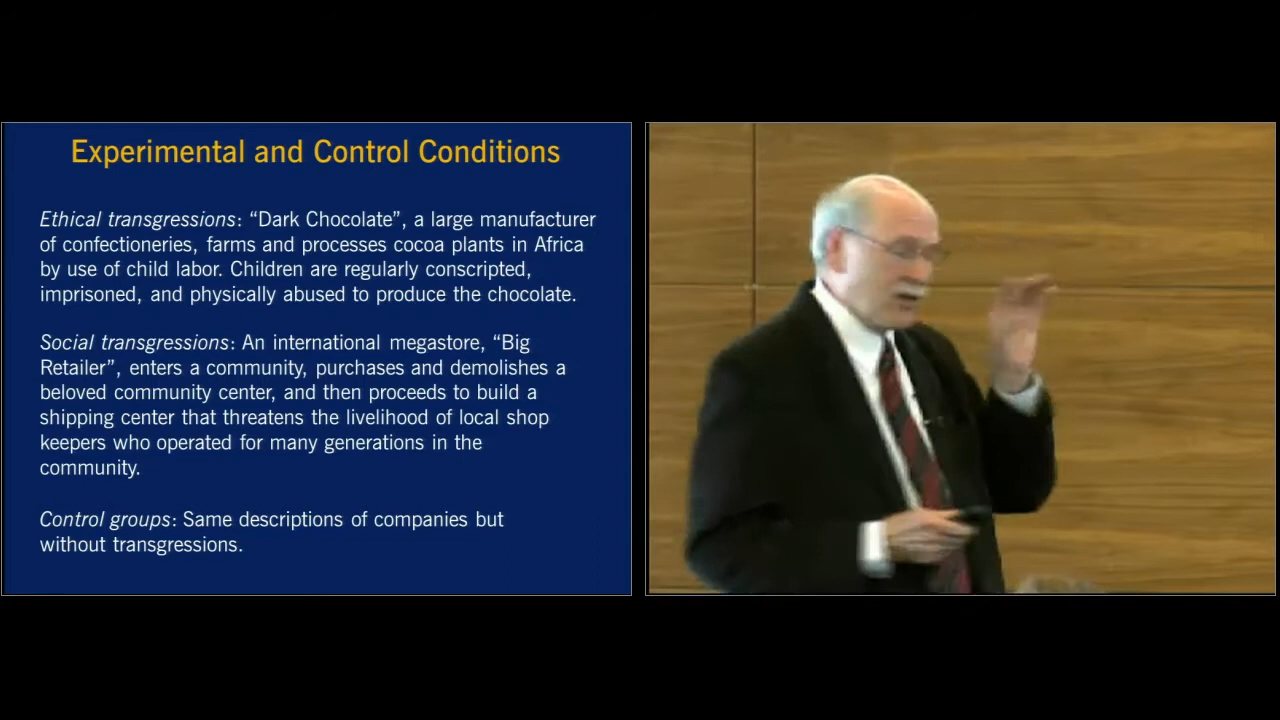 Experimental and Control Conditions
Ethical transgressions: “Dark Chocolate”, a large manufacturer
of confectioneries, farms and processes cocoa plants in Africa
by use of child labor. Children are regularly conscripted,
imprisoned, and physically abused to produce the chocolate.
Social transgressions: An international megastore, “Big
Retailer”, enters a community, purchases and demolishes a
beloved community center, and then proceeds to build a
shipping center that threatens the livelihood of local shop
keepers who operated for many generations in the
community.
Control groups: Same descriptions of companies but
without transgressions.